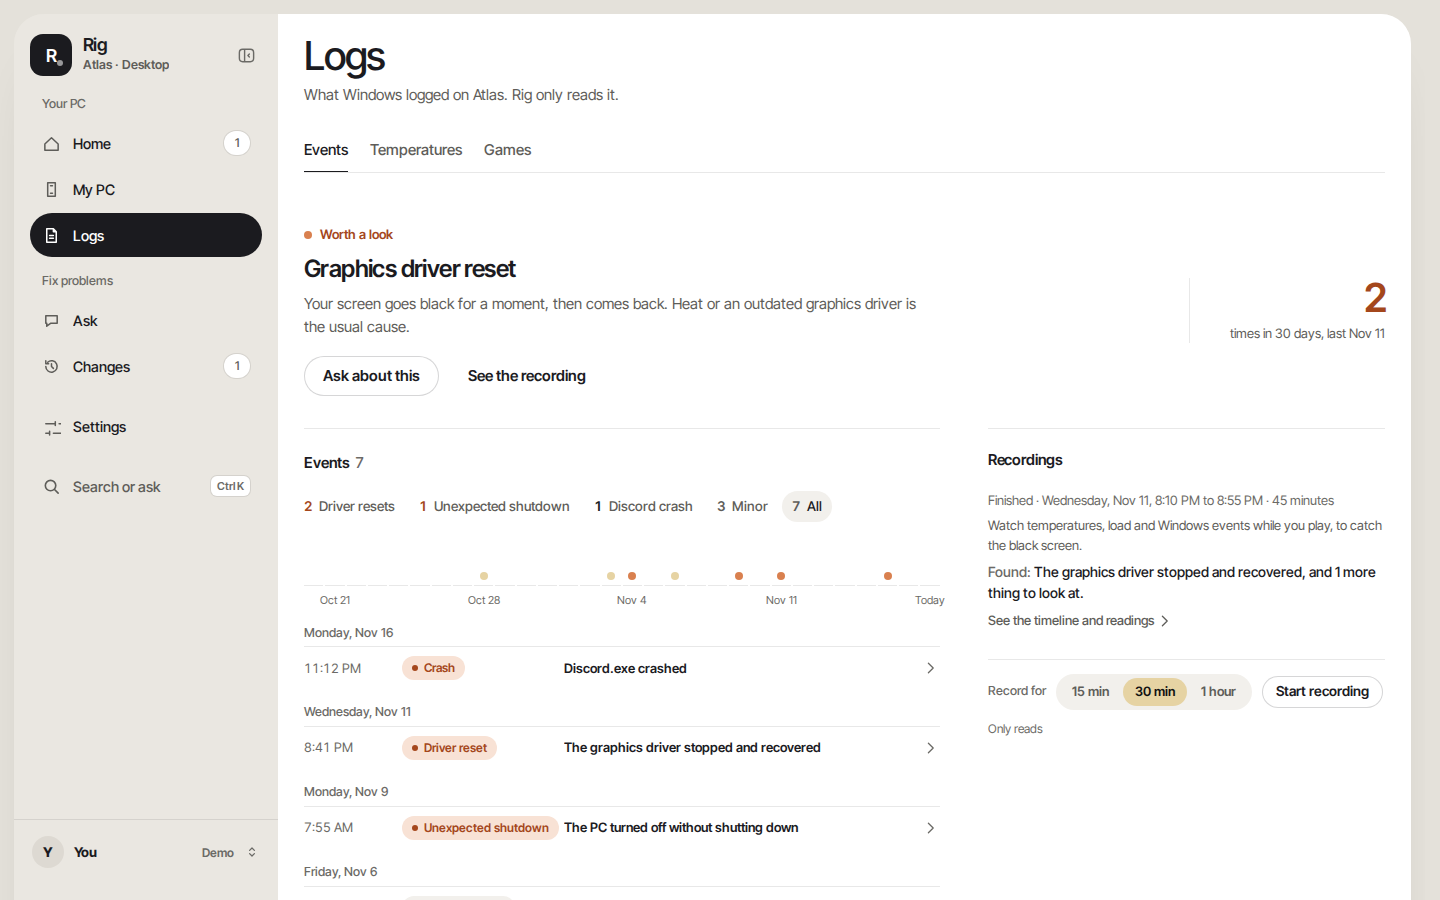 R
Rig
Atlas · Desktop
Your PC
Home 1
My PC
Logs
Fix problems
Ask
Changes 1
Settings
Search or ask Ctrl K
Y You Demo
Logs
What Windows logged on Atlas. Rig only reads it.
Events Temperatures Games
Worth a look
Graphics driver reset
Your screen goes black for a moment, then comes back. Heat or an outdated graphics driver is
the usual cause.
Ask about this See the recording
2
times in 30 days, last Nov 11
Events 7
2 Driver resets 1 Unexpected shutdown 1 Discord crash 3 Minor 7 All
Oct 21 Oct 28 Nov 4 Nov 11 Today
Monday, Nov 16
11:12 PM Crash Discord.exe crashed
Wednesday, Nov 11
8:41 PM Driver reset The graphics driver stopped and recovered
Monday, Nov 9
7:55 AM Unexpected shutdown The PC turned off without shutting down
Friday, Nov 6
Recordings
Finished · Wednesday, Nov 11, 8:10 PM to 8:55 PM · 45 minutes
Watch temperatures, load and Windows events while you play, to catch
the black screen.
Found: The graphics driver stopped and recovered, and 1 more
thing to look at.
See the timeline and readings
Record for 15 min 30 min 1 hour Start recording
Only reads